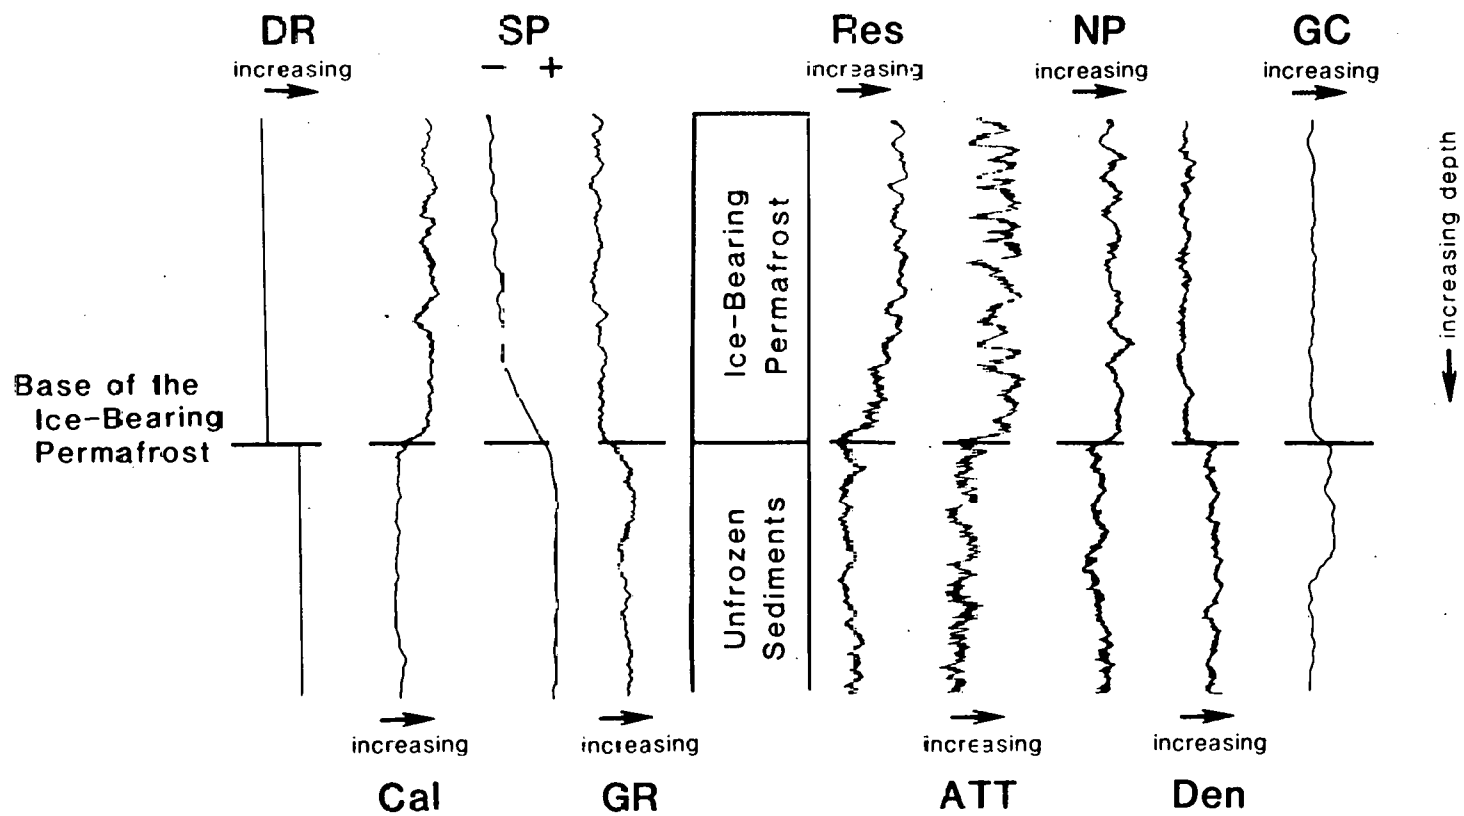 DR
increasing
SP
− +
Res
increasing
NP
increasing
GC
increasing
increasing depth
Ice-Bearing
Permafrost
Base of the
Ice-Bearing
Permafrost
Unfrozen
Sediments
increasing
Cal
increasing
GR
increasing
ATT
increasing
Den